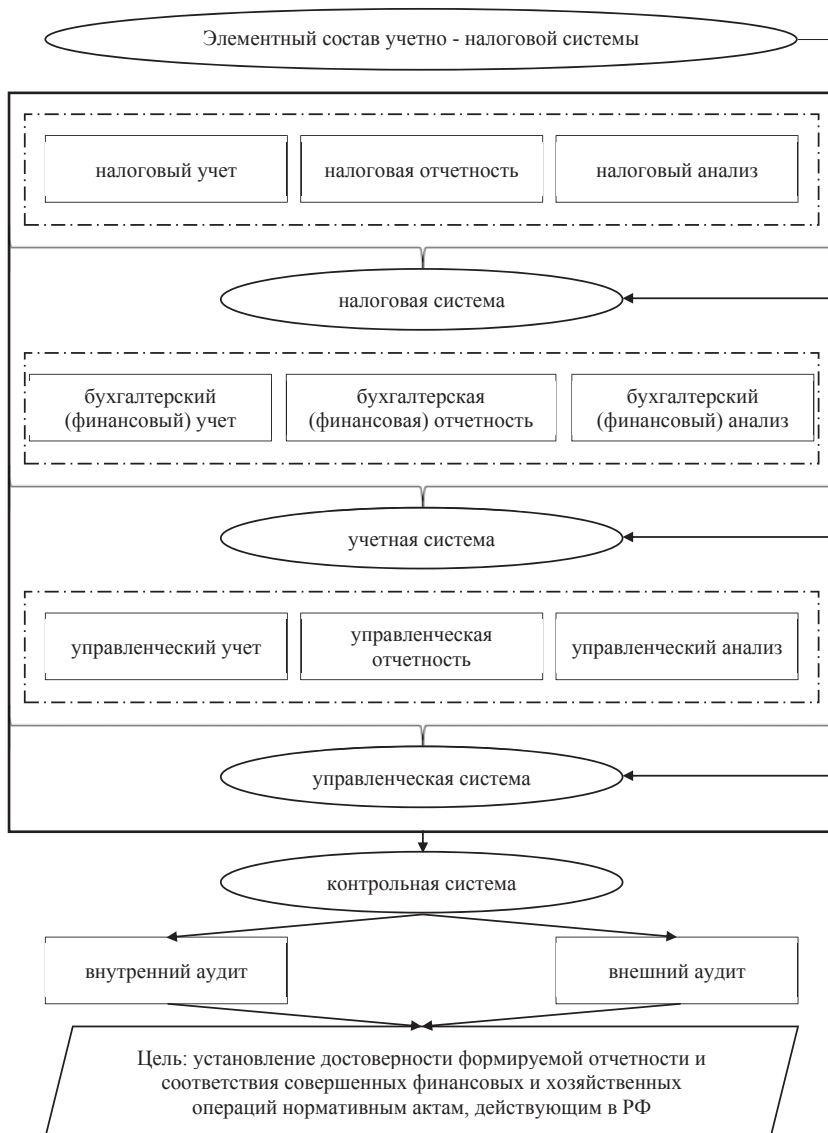 Элементный состав учетно - налоговой системы
налоговый учет
налоговая отчетность
налоговый анализ
налоговая система
бухгалтерский
(финансовый) учет
бухгалтерская
(финансовая) отчетность
бухгалтерский
(финансовый) анализ
учетная система
управленческий учет
управленческая
отчетность
управленческий анализ
управленческая система
контрольная система
внутренний аудит
внешний аудит
Цель: установление достоверности формируемой отчетности и
соответствия совершенных финансовых и хозяйственных
операций нормативным актам, действующим в РФ